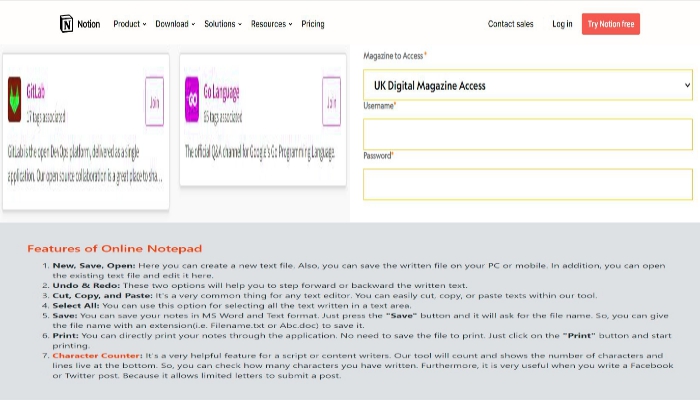 Notion
Product
Download
Solutions
Resources
Pricing
Contact sales
Log in
Try Notion free
GitLab
17 tags associated
Join
GitLab is the open DevOps platform, delivered as a single
application. Our open source collaboration is a great place to sha...
Go Language
15 tags associated
Join
The official Q&A channel for Google's Go Programming Language.
Magazine to Access*
UK Digital Magazine Access
Username*
Password*
Features of Online Notepad
1. New, Save, Open: Here you can create a new text file. Also, you can save the written file on your PC or mobile. In addition, you can open
the existing text file and edit it here.
2. Undo & Redo: These two options will help you to step forward or backward the written text.
3. Cut, Copy, and Paste: It's a very common thing for any text editor. You can easily cut, copy, or paste texts within our tool.
4. Select All: You can use this option for selecting all the text written in a text area.
5. Save: You can save your notes in MS Word and Text format. Just press the "Save" button and it will ask for the file name. So, you can give
the file name with an extension(i.e. Filename.txt or Abc.doc) to save it.
6. Print: You can directly print your notes through the application. No need to save the file to print. Just click on the "Print" button and start
printing.
7. Character Counter: It's a very helpful feature for a script or content writers. Our tool will count and shows the number of characters and
lines live at the bottom. So, you can check how many characters you have written. Furthermore, it is very useful when you write a Facebook
or Twitter post. Because it allows limited letters to submit a post.